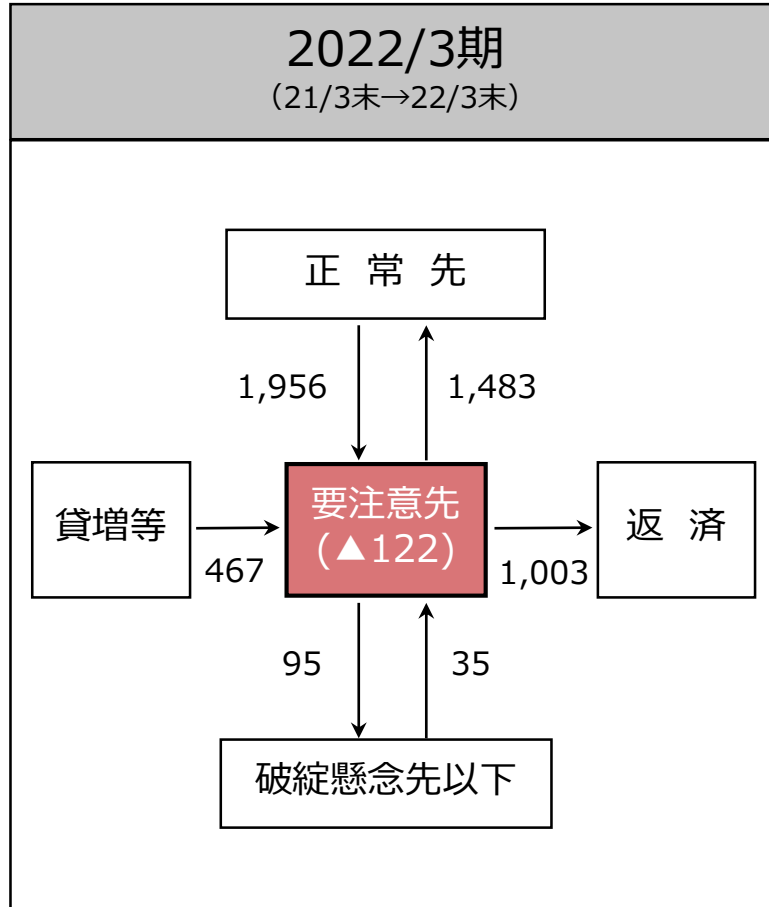 2022/3期
（21/3末→22/3末）
正 常 先
1,956
1,483
貸増等
467
要注意先
(▲122)
1,003
返 済
95
35
破綻懸念先以下